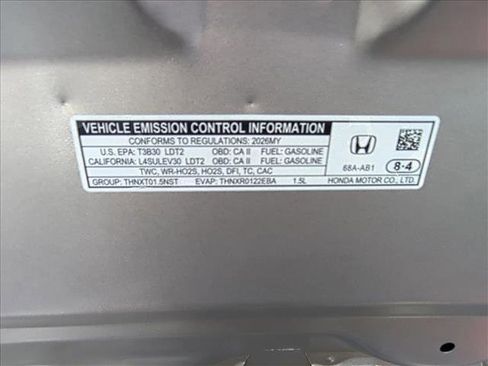 VEHICLE EMISSION CONTROL INFORMATION
CONFORMS TO REGULATIONS: 2026MY
U.S. EPA: T3B30 LDT2 OBD: CA II FUEL: GASOLINE
CALIFORNIA: L4SULEV30 LDT2 OBD: CA II FUEL: GASOLINE
TWC, WR-HO2S, HO2S, DFI, TC, CAC
GROUP: THNXT01.5NST EVAP: THNXR0122EBA 1.5L
68A-AB1
8-4
HONDA MOTOR CO., LTD.